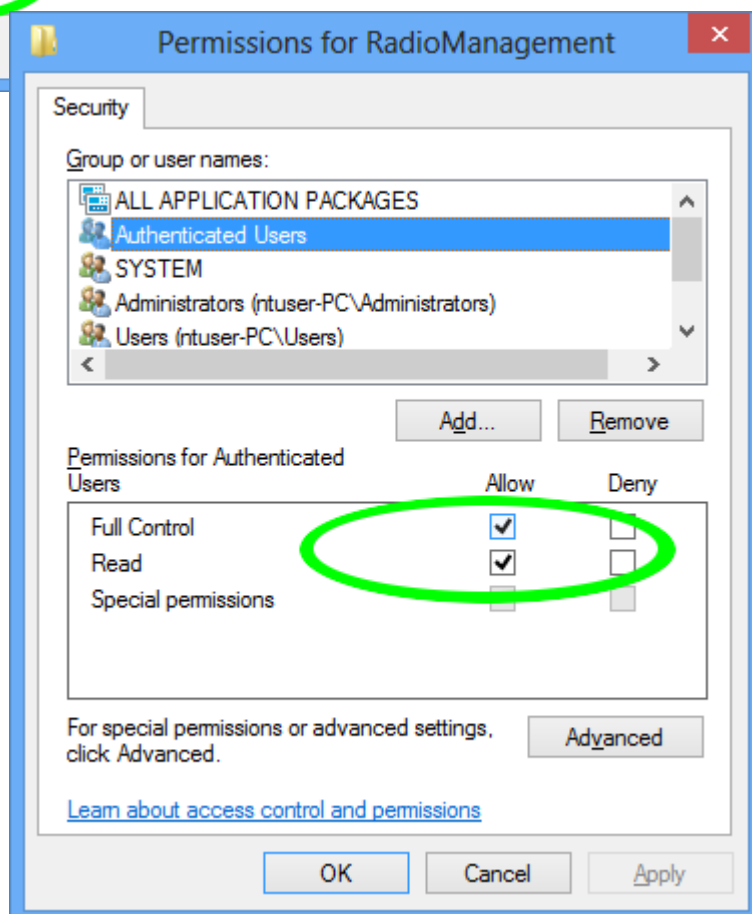 Permissions for RadioManagement
Security
Group or user names:
ALL APPLICATION PACKAGES
Authenticated Users
SYSTEM
Administrators (ntuser-PC\Administrators)
Users (ntuser-PC\Users)
Add...
Remove
Permissions for Authenticated
Users
Allow
Deny
Full Control
Read
Special permissions
For special permissions or advanced settings,
click Advanced.
Advanced
Learn about access control and permissions
OK
Cancel
Apply